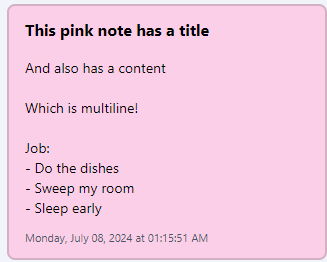 This pink note has a title
And also has a content
Which is multiline!
Job:
- Do the dishes
- Sweep my room
- Sleep early
Monday, July 08, 2024 at 01:15:51 AM